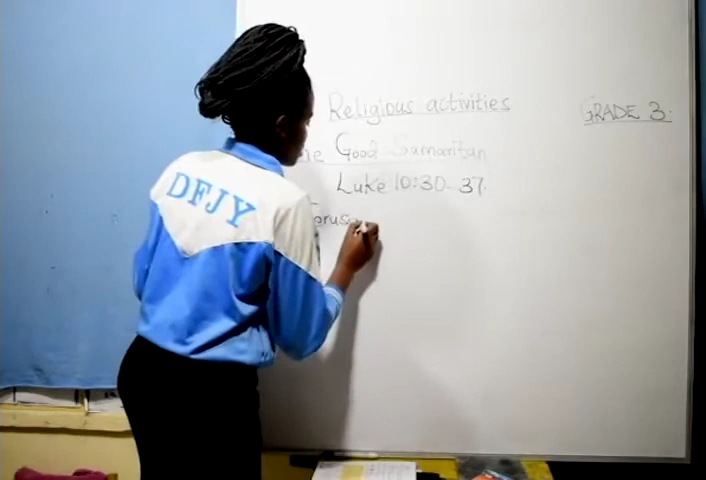 Religious activities
GRADE 3:
Good Samaritan
Luke 10:30-37.
DFJY